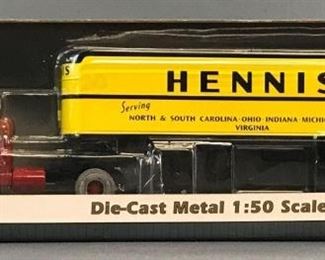 S
HENNIS
Serving
NORTH & SOUTH CAROLINA·OHIO·INDIANA·MICHI
VIRGINIA
Die-Cast Metal 1:50 Scale